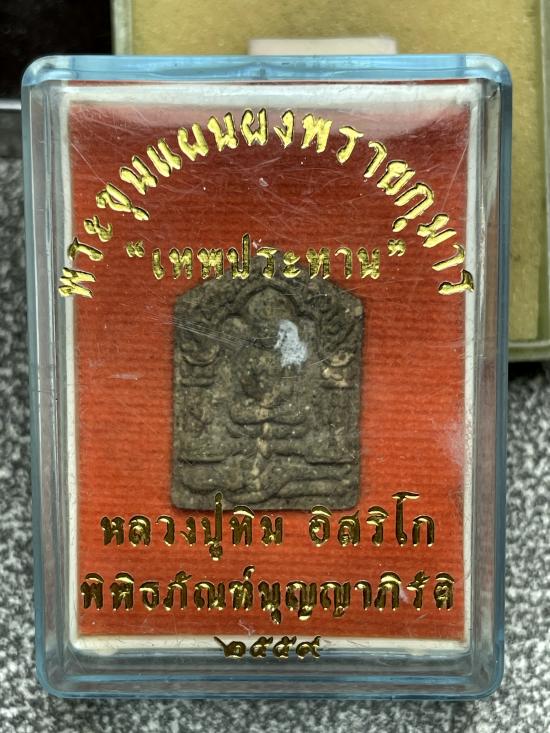 พระขุนแผนผงพรายกุมาร
“เทพประทาน”
หลวงปู่ทิม อิสริโก
พิพิธภัณฑ์บุญญาภิรัติ
๒๕๕๙